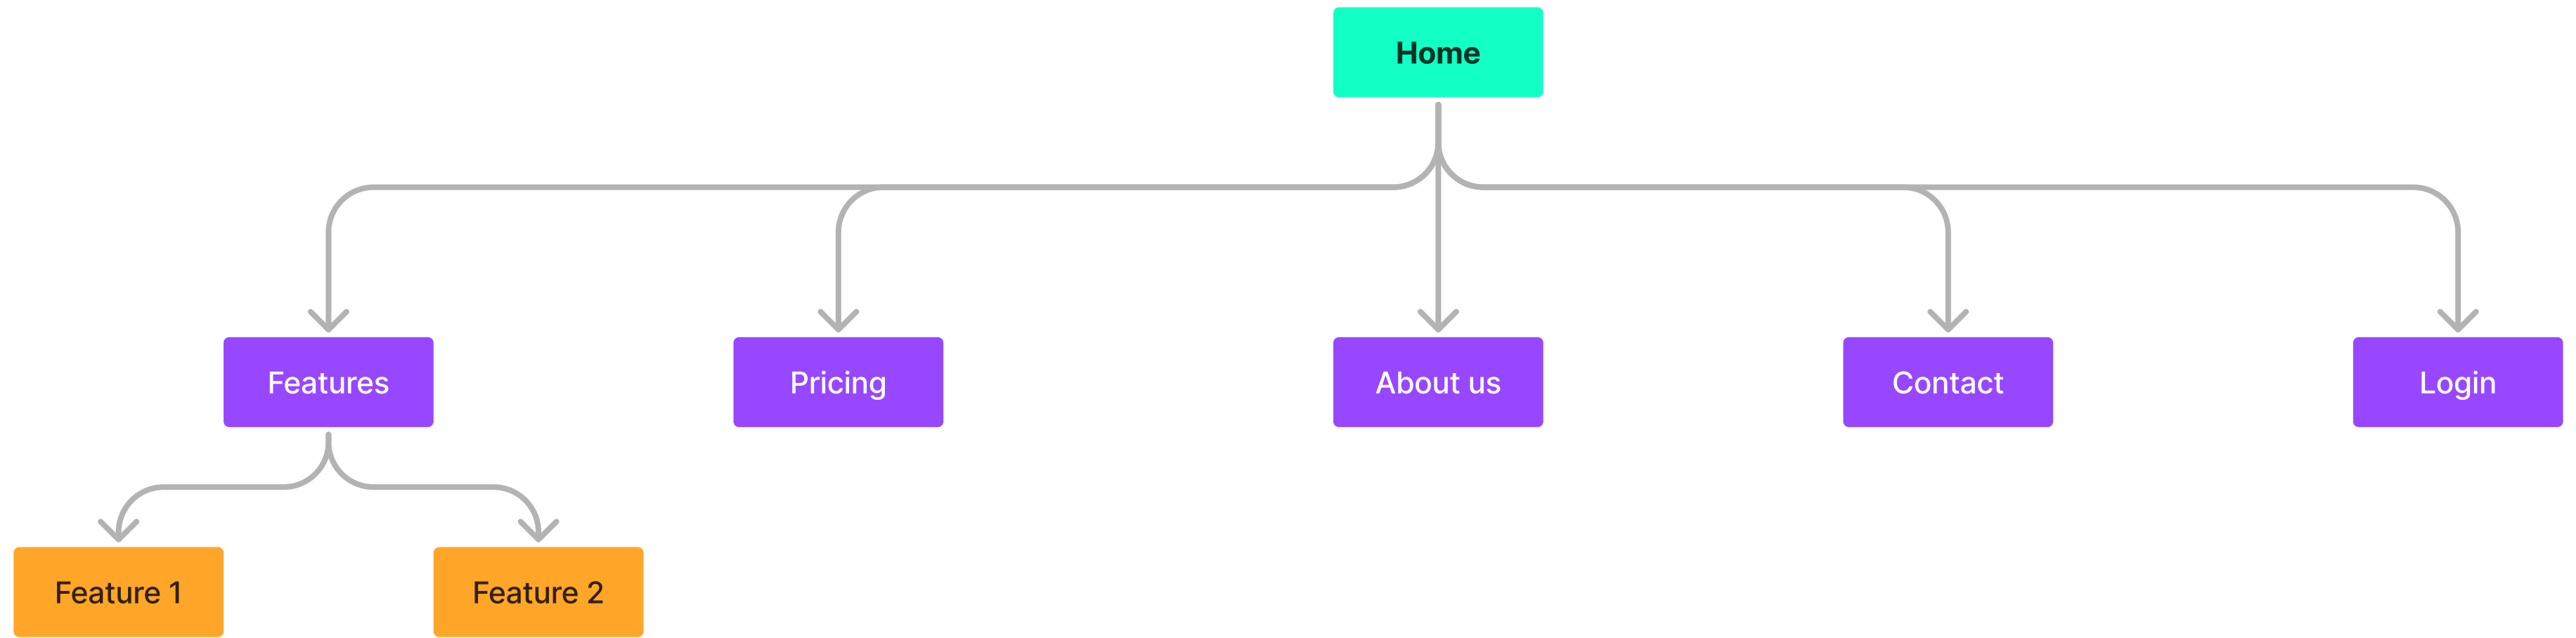 Home
Features
Pricing
About us
Contact
Login
Feature 1
Feature 2